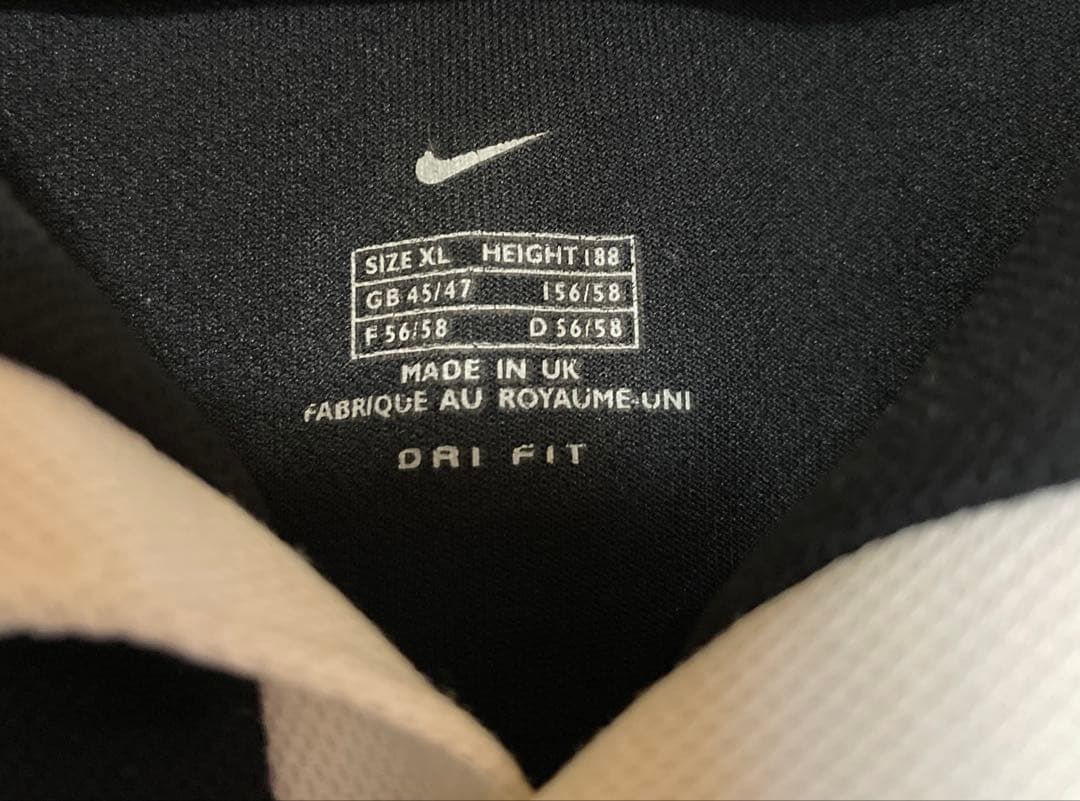 SIZE XL HEIGHT 188
GB 45/47 I 56/58
F 56/58 D 56/58
MADE IN UK
FABRIQUE AU ROYAUME-UNI
DRI FIT